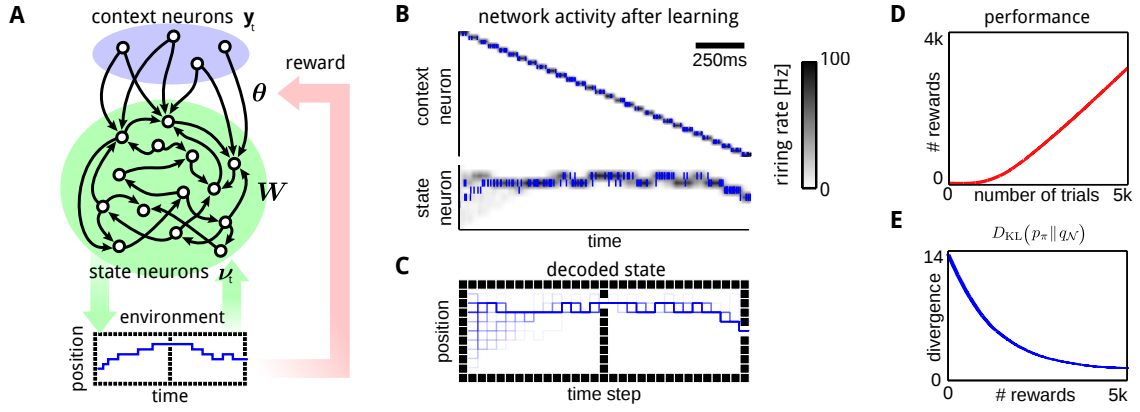 A
context neurons y_t
reward
θ
W
state neurons ν_t
environment
position
time
B
network activity after learning
250ms
context
neuron
state
neuron
time
riring rate [Hz]
100
0
C
decoded state
position
time step
D
performance
4k
# rewards
0
0
number of trials
5k
E
D_KL(p_π‖q_𝒩)
14
divergence
0
0
# rewards
5k